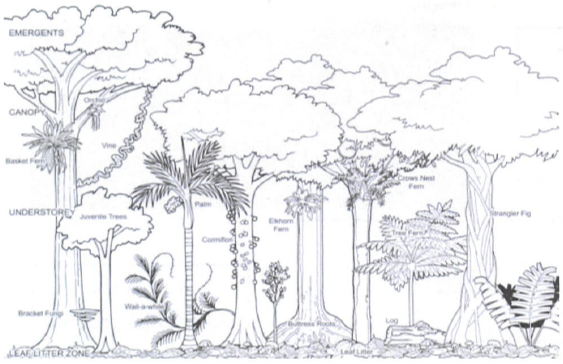 EMERGENTS
Orchid
CANOPY
Vine
Basket Fern
Crows Nest
Fern
Palm
UNDERSTOREY
Juvenile Trees
Elkhorn
Fern
Strangler Fig
Tree Fern
Corniflori
Wait-a-while
Bracket Fungi
Buttress Roots
Log
LEAF LITTER ZONE
Leaf Litter